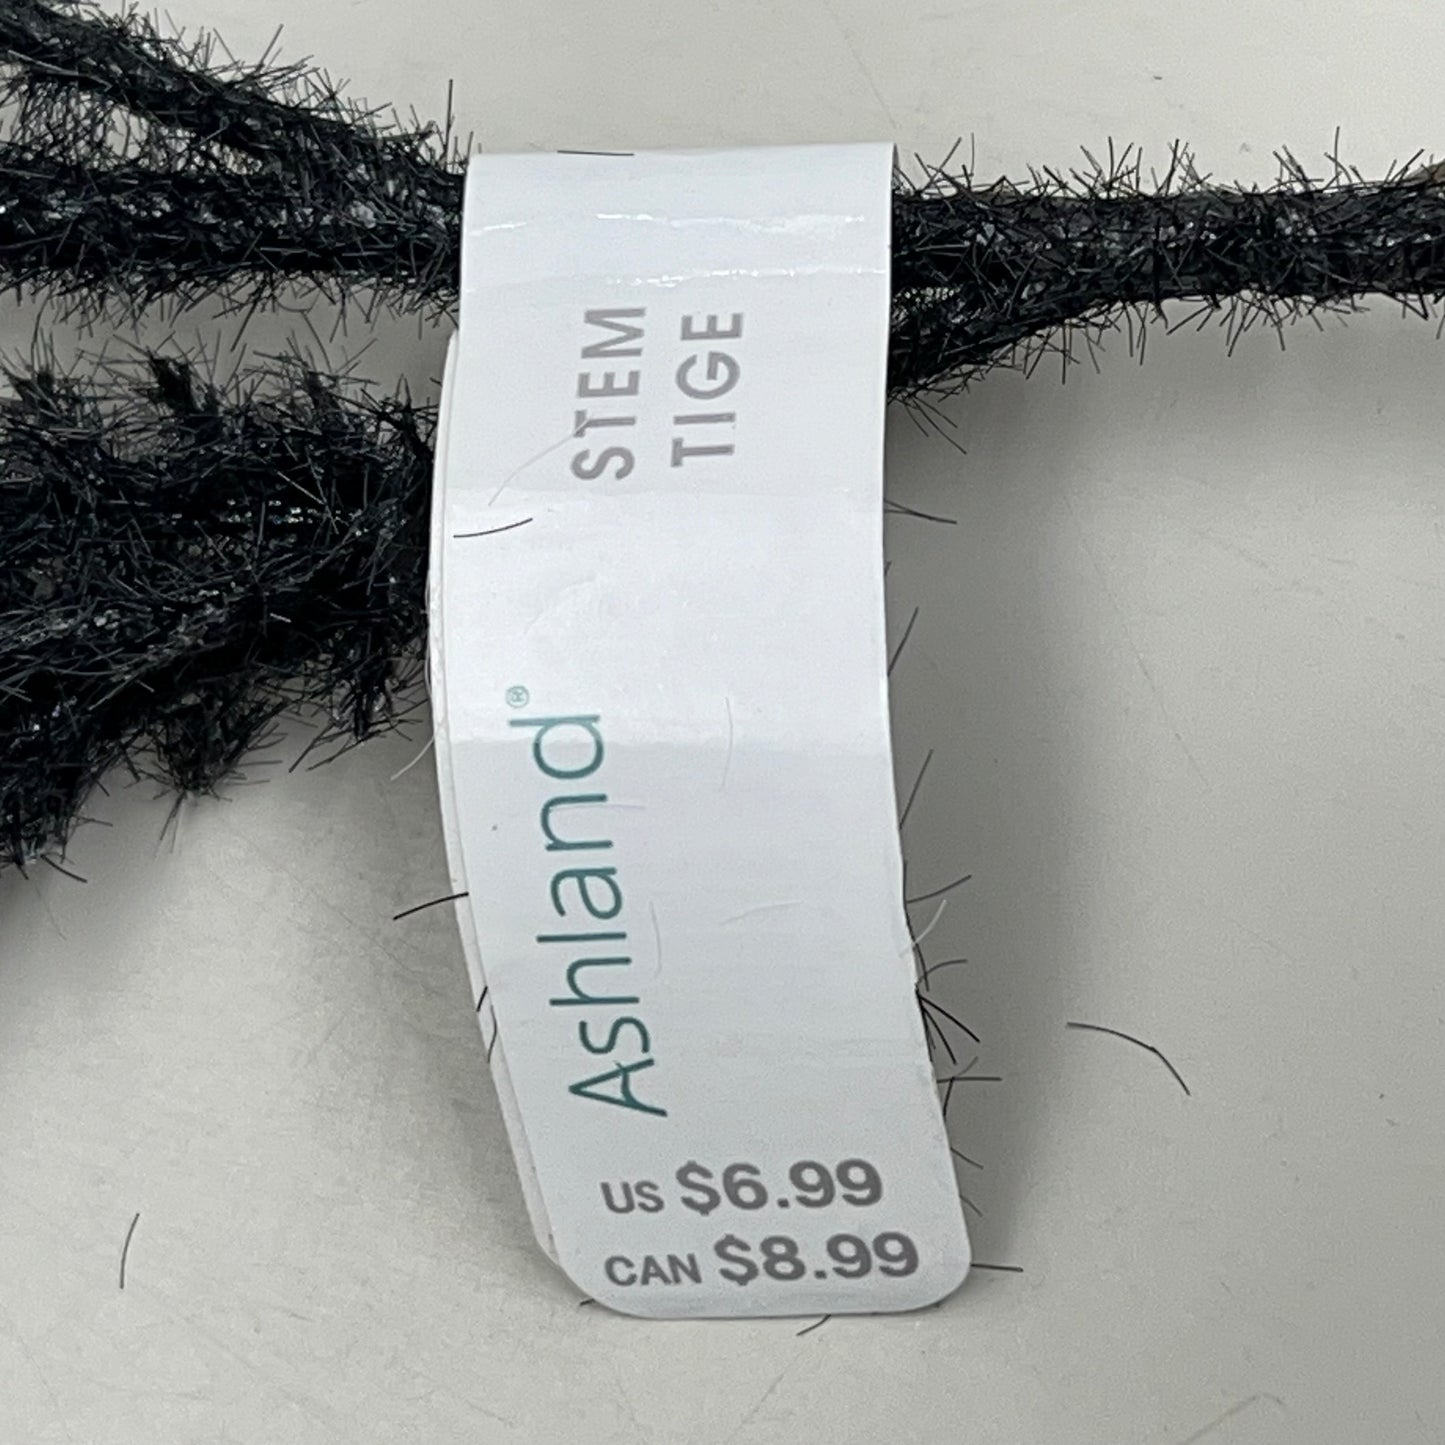 STEM
TIGE
Ashland®
US $6.99
CAN $8.99